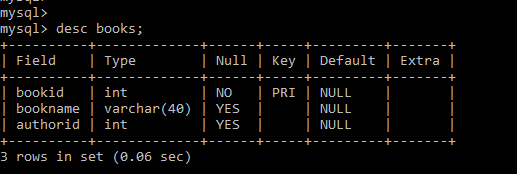 mysql>
mysql>
mysql> desc books;
+----------+-------------+------+-----+---------+-------+
| Field    | Type        | Null | Key | Default | Extra |
+----------+-------------+------+-----+---------+-------+
| bookid   | int         | NO   | PRI | NULL    |       |
| bookname | varchar(40) | YES  |     | NULL    |       |
| authorid | int         | YES  |     | NULL    |       |
+----------+-------------+------+-----+---------+-------+
3 rows in set (0.06 sec)